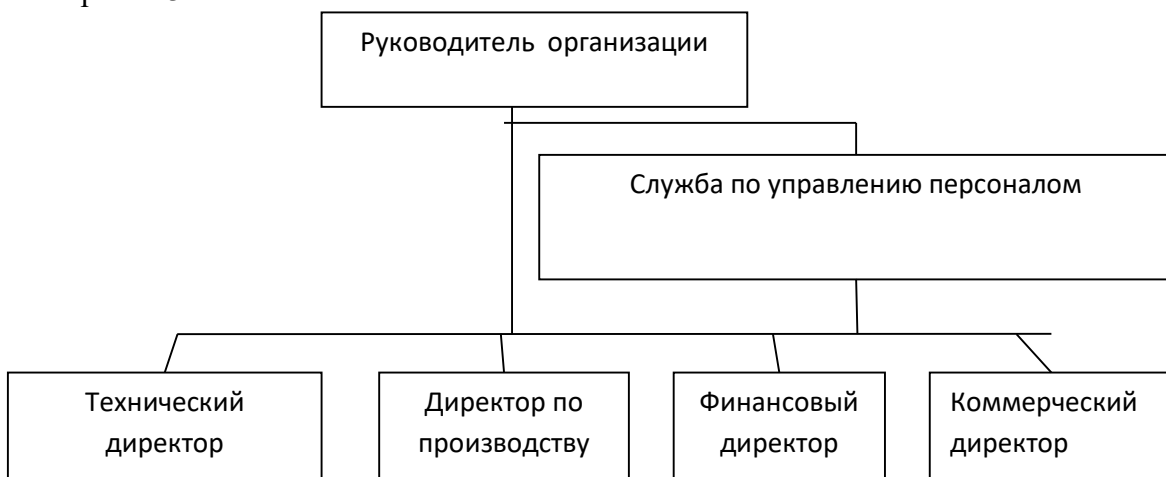 Руководитель организации
Служба по управлению персоналом
Технический
директор
Директор по
производству
Финансовый
директор
Коммерческий
директор